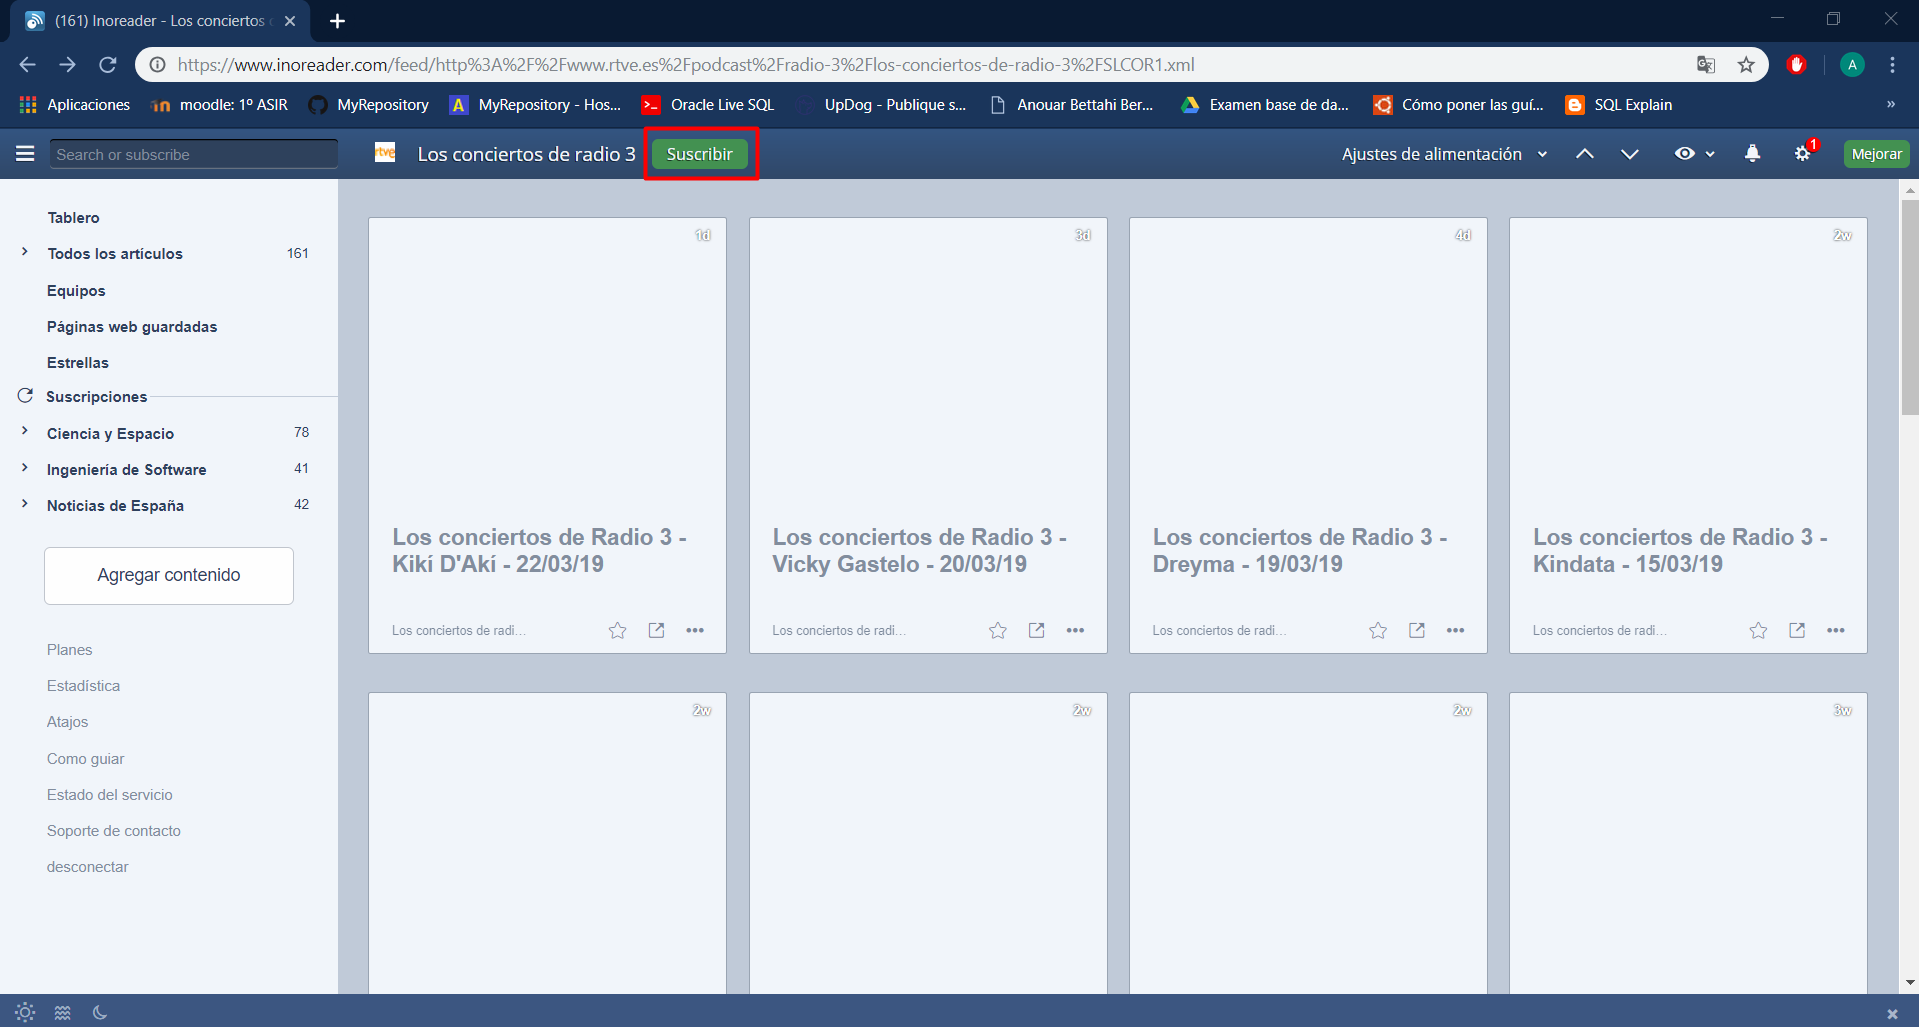 (161) Inoreader - Los conciertos
https://www.inoreader.com/feed/http%3A%2F%2Fwww.rtve.es%2Fpodcast%2Fradio-3%2Flos-conciertos-de-radio-3%2FSLCOR1.xml
A
Aplicaciones moodle: 1º ASIR MyRepository A MyRepository - Hos... Oracle Live SQL UpDog - Publique s... Anouar Bettahi Ber... Examen base de da... Cómo poner las guí... SQL Explain »
Search or subscribe rtve Los conciertos de radio 3 Suscribir Ajustes de alimentación 1 Mejorar
Tablero
Todos los artículos 161
Equipos
Páginas web guardadas
Estrellas
Suscripciones
Ciencia y Espacio 78
Ingeniería de Software 41
Noticias de España 42
Agregar contenido
Planes
Estadística
Atajos
Como guiar
Estado del servicio
Soporte de contacto
desconectar
1d
Los conciertos de Radio 3 -
Kikí D'Akí - 22/03/19
Los conciertos de radi...
3d
Los conciertos de Radio 3 -
Vicky Gastelo - 20/03/19
Los conciertos de radi...
4d
Los conciertos de Radio 3 -
Dreyma - 19/03/19
Los conciertos de radi...
2w
Los conciertos de Radio 3 -
Kindata - 15/03/19
Los conciertos de radi...
2w
2w
2w
3w